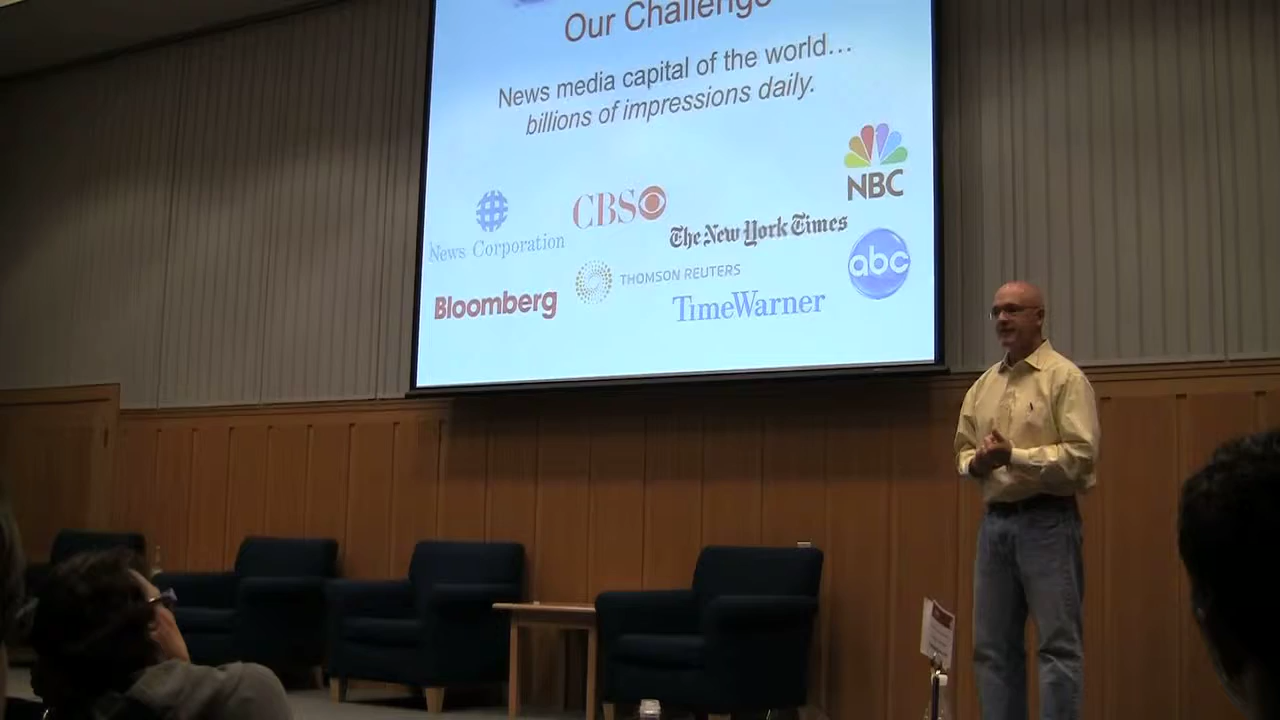 Our Challenge
News media capital of the world…
billions of impressions daily.
NBC
CBS
News Corporation
The New York Times
abc
THOMSON REUTERS
Bloomberg
TimeWarner